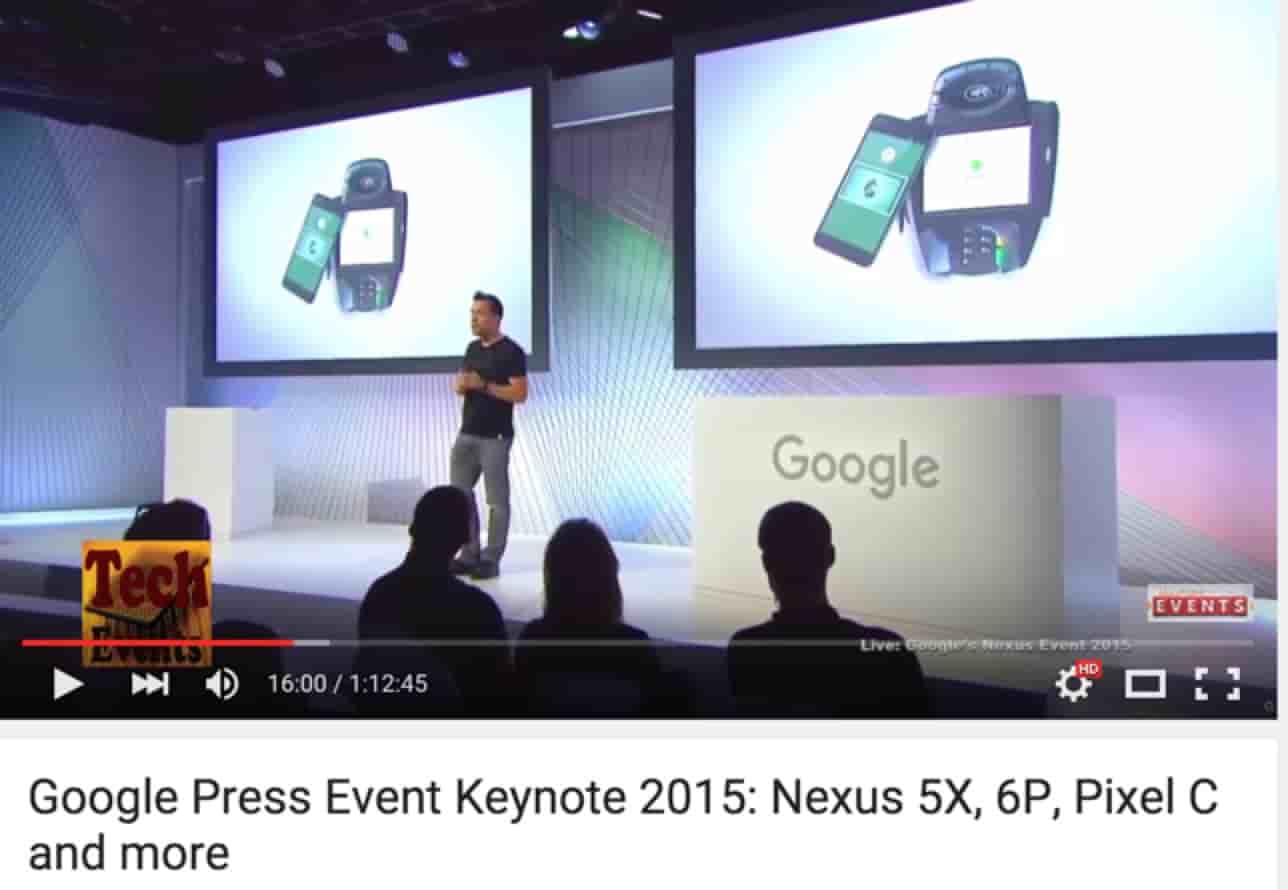 Google
Tech
Events
EVENTS
Live: Google's Nexus Event 2015
16:00 / 1:12:45
HD
Google Press Event Keynote 2015: Nexus 5X, 6P, Pixel C
and more